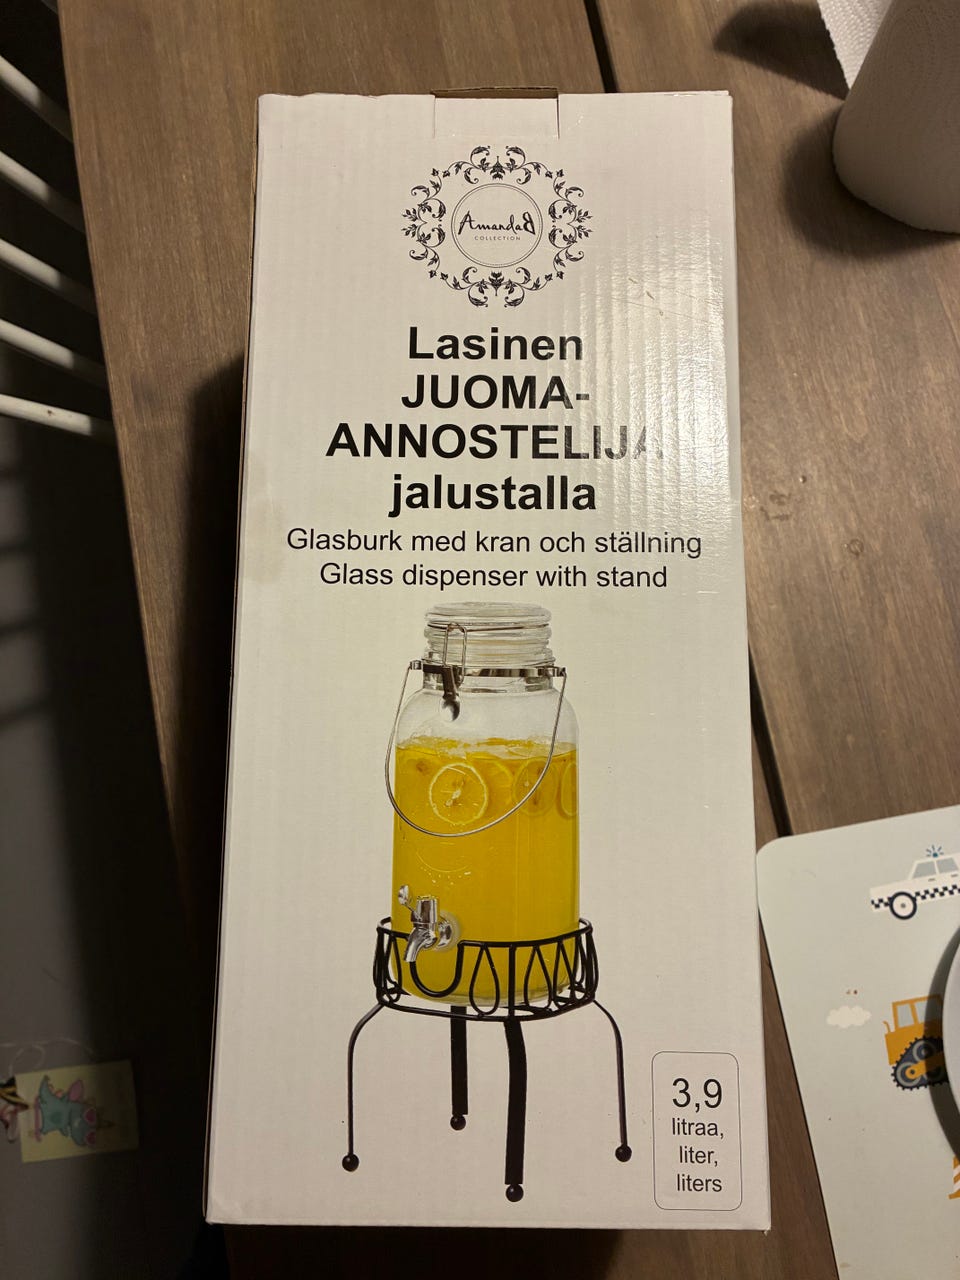 AmandaB
COLLECTION
Lasinen
JUOMA-
ANNOSTELIJA
jalustalla
Glasburk med kran och ställning
Glass dispenser with stand
3,9
litraa,
liter,
liters